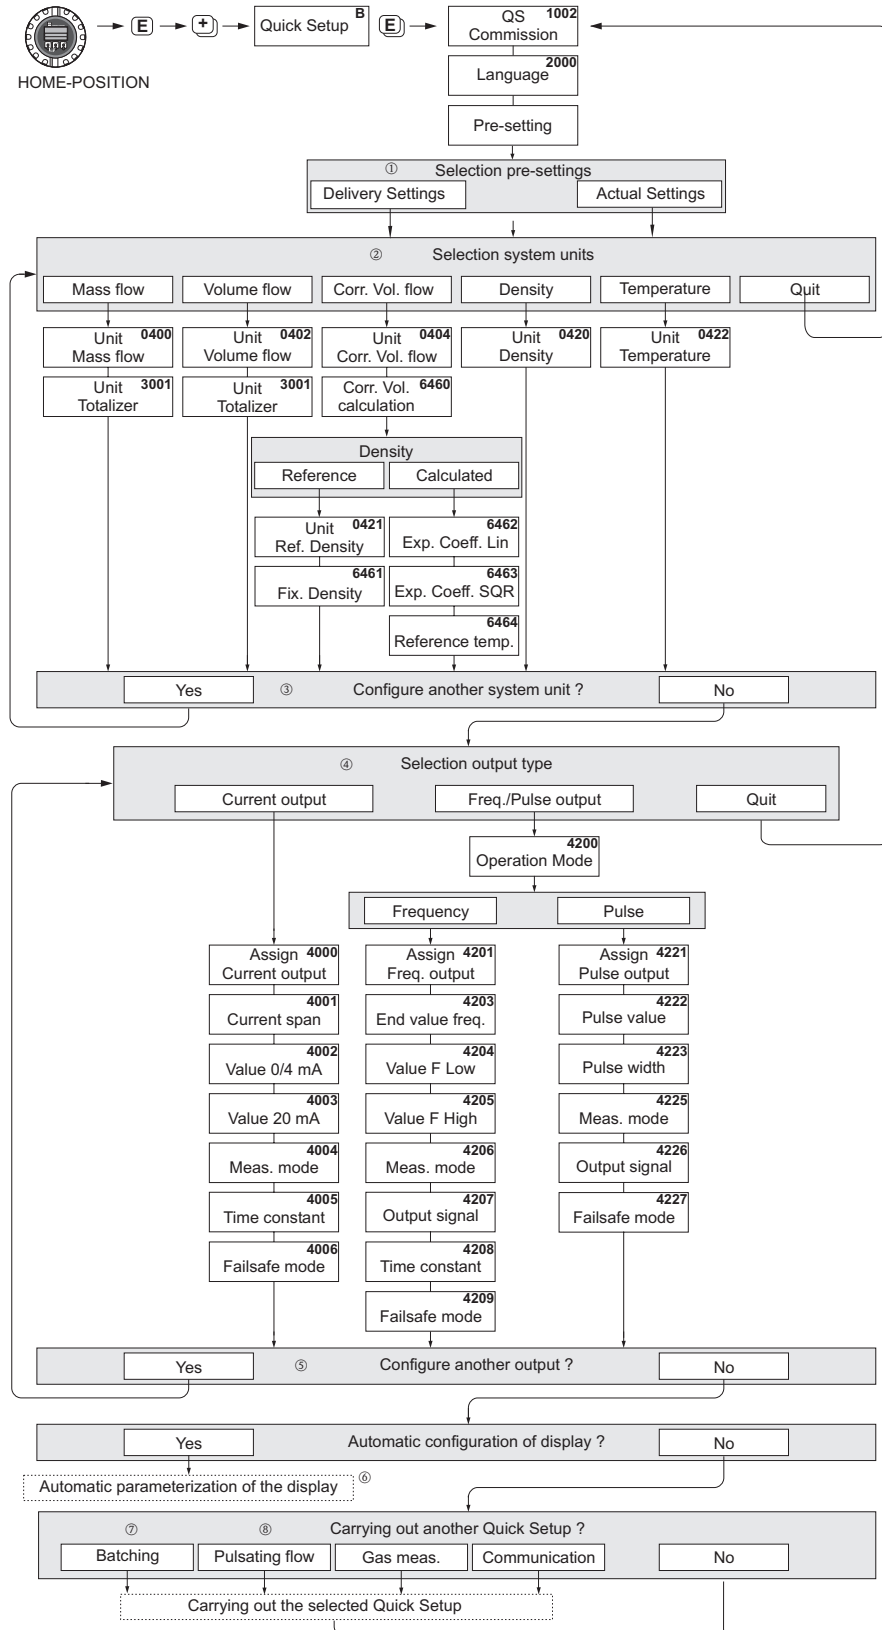 HOME-POSITION
E
+
Quick Setup B
E
QS 1002
Commission
2000
Language
Pre-setting
① Selection pre-settings
Delivery Settings
Actual Settings
② Selection system units
Mass flow
Volume flow
Corr. Vol. flow
Density
Temperature
Quit
Unit 0400
Mass flow
Unit 0402
Volume flow
Unit 0404
Corr. Vol. flow
Unit 0420
Density
Unit 0422
Temperature
Unit 3001
Totalizer
Unit 3001
Totalizer
Corr. Vol. 6460
calculation
Density
Reference
Calculated
Unit 0421
Ref. Density
6462
Exp. Coeff. Lin
6461
Fix. Density
6463
Exp. Coeff. SQR
6464
Reference temp.
Yes
③ Configure another system unit ?
No
④ Selection output type
Current output
Freq./Pulse output
Quit
4200
Operation Mode
Frequency
Pulse
Assign 4000
Current output
Assign 4201
Freq. output
Assign 4221
Pulse output
4001
Current span
4203
End value freq.
4222
Pulse value
4002
Value 0/4 mA
4204
Value F Low
4223
Pulse width
4003
Value 20 mA
4205
Value F High
4225
Meas. mode
4004
Meas. mode
4206
Meas. mode
4226
Output signal
4005
Time constant
4207
Output signal
4227
Failsafe mode
4006
Failsafe mode
4208
Time constant
4209
Failsafe mode
Yes
⑤ Configure another output ?
No
Yes
Automatic configuration of display ?
No
Automatic parameterization of the display ⑥
⑦ ⑧ Carrying out another Quick Setup ?
Batching
Pulsating flow
Gas meas.
Communication
No
Carrying out the selected Quick Setup